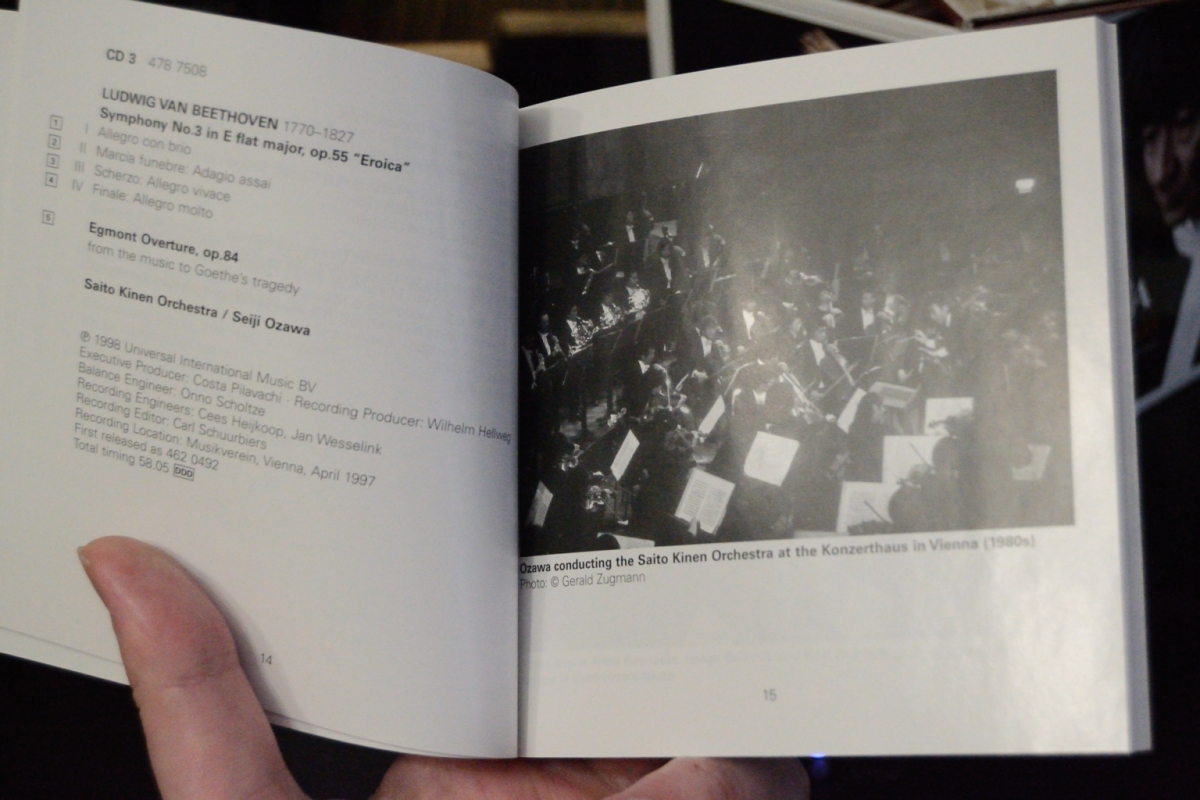 CD 3 478 7508
LUDWIG VAN BEETHOVEN 1770–1827
Symphony No.3 in E flat major, op.55 "Eroica"
1 I Allegro con brio
2 II Marcia funebre: Adagio assai
3 III Scherzo: Allegro vivace
4 IV Finale: Allegro molto
5 Egmont Overture, op.84
from the music to Goethe's tragedy
Saito Kinen Orchestra / Seiji Ozawa
℗ 1998 Universal International Music BV
Executive Producer: Costa Pilavachi · Recording Producer: Wilhelm Hellweg
Balance Engineer: Onno Scholtze
Recording Engineers: Cees Heijkoop, Jan Wesselink
Recording Editor: Carl Schuurbiers
Recording Location: Musikverein, Vienna, April 1997
First released as 462 0492
Total timing 58.05 DDD
14
Ozawa conducting the Saito Kinen Orchestra at the Konzerthaus in Vienna (1980s)
Photo: © Gerald Zugmann
15